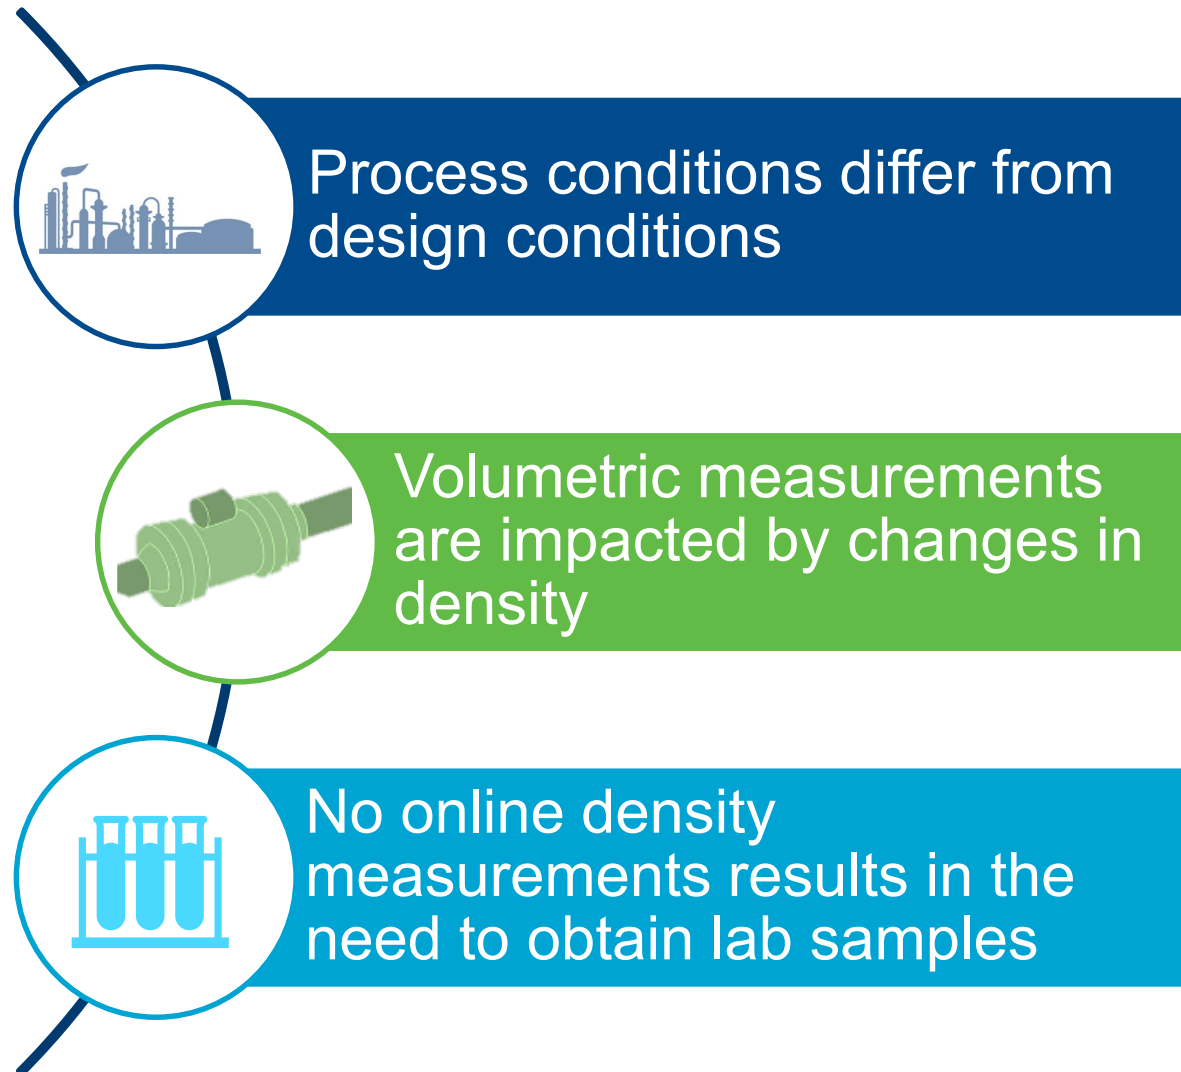 Process conditions differ from
design conditions
Volumetric measurements
are impacted by changes in
density
No online density
measurements results in the
need to obtain lab samples